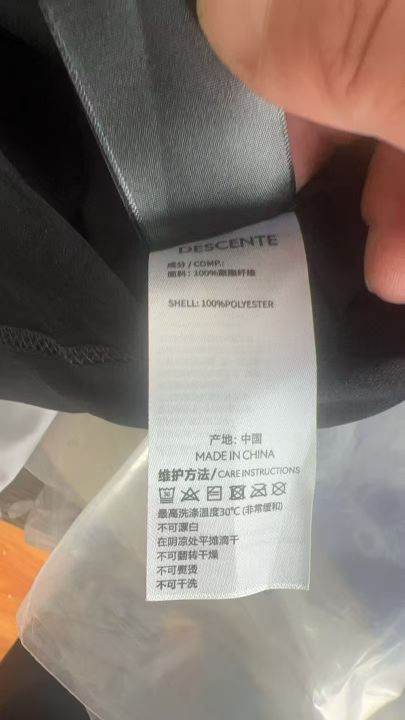 DESCENTE
成分 / COMP.:
面料: 100%聚酯纤维
SHELL: 100%POLYESTER
产地: 中国
MADE IN CHINA
维护方法/ CARE INSTRUCTIONS
30
最高洗涤温度30℃ (非常缓和)
不可漂白
在阴凉处平摊滴干
不可翻转干燥
不可熨烫
不可干洗